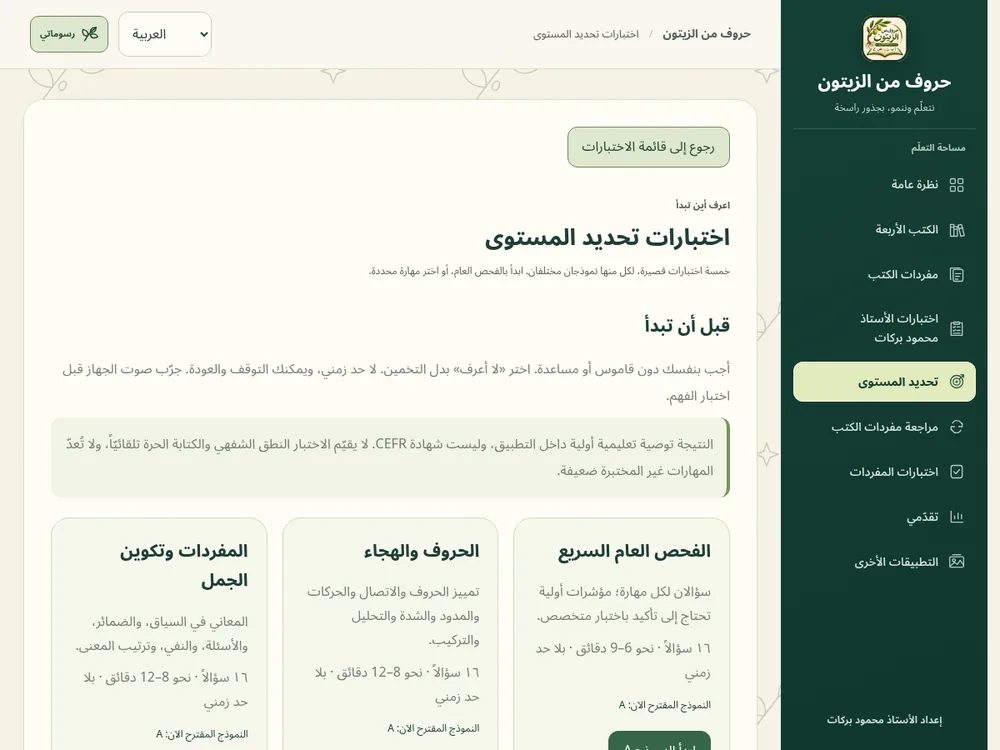 حروف من الزيتون
نتعلّم وننمو، بجذور راسخة
مساحة التعلّم
نظرة عامة
الكتب الأربعة
مفردات الكتب
اختبارات الأستاذ
محمود بركات
تحديد المستوى
مراجعة مفردات الكتب
اختبارات المفردات
تقدّمي
التطبيقات الأخرى
إعداد الأستاذ محمود بركات
حروف من الزيتون / اختبارات تحديد المستوى
العربية
رسوماتي
رجوع إلى قائمة الاختبارات
اعرف أين تبدأ
اختبارات تحديد المستوى
خمسة اختبارات قصيرة، لكل منها نموذجان مختلفان. ابدأ بالفحص العام، أو اختر مهارة محددة.
قبل أن تبدأ
أجب بنفسك دون قاموس أو مساعدة. اختر «لا أعرف» بدل التخمين. لا حد زمني، ويمكنك التوقف والعودة. جرّب صوت الجهاز قبل
اختبار الفهم.
النتيجة توصية تعليمية أولية داخل التطبيق، وليست شهادة CEFR. لا يقيّم الاختبار النطق الشفهي والكتابة الحرة تلقائيًا، ولا تُعدّ
المهارات غير المختبرة ضعيفة.
الفحص العام السريع
سؤالان لكل مهارة؛ مؤشرات أولية
تحتاج إلى تأكيد باختبار متخصص.
١٦ سؤالاً · نحو 6–9 دقائق · بلا حد
زمني
النموذج المقترح الآن: A
ابدأ النموذج A
الحروف والهجاء
تمييز الحروف والاتصال والحركات
والمدود والشدة والتحليل
والتركيب.
١٦ سؤالاً · نحو 8–12 دقائق · بلا
حد زمني
النموذج المقترح الآن: A
المفردات وتكوين
الجمل
المعاني في السياق، والضمائر،
والأسئلة، والنفي، وترتيب المعنى.
١٦ سؤالاً · نحو 8–12 دقائق · بلا
حد زمني
النموذج المقترح الآن: A